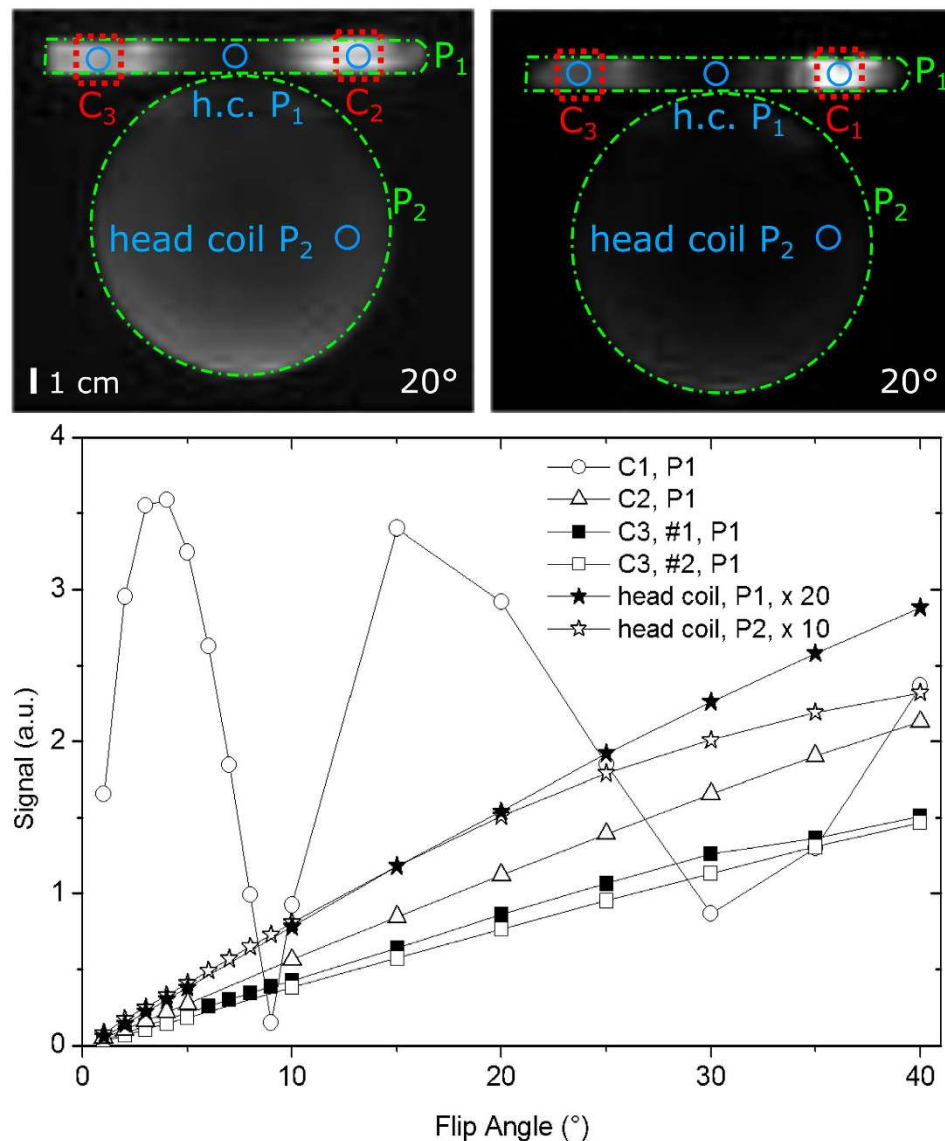 P1
C3
h.c. P1
C2
P2
head coil P2
1 cm
20°
P1
C3
h.c. P1
C1
P2
head coil P2
20°
Signal (a.u.)
4
3
2
1
0
C1, P1
C2, P1
C3, #1, P1
C3, #2, P1
head coil, P1, x 20
head coil, P2, x 10
0 10 20 30 40
Flip Angle (°)